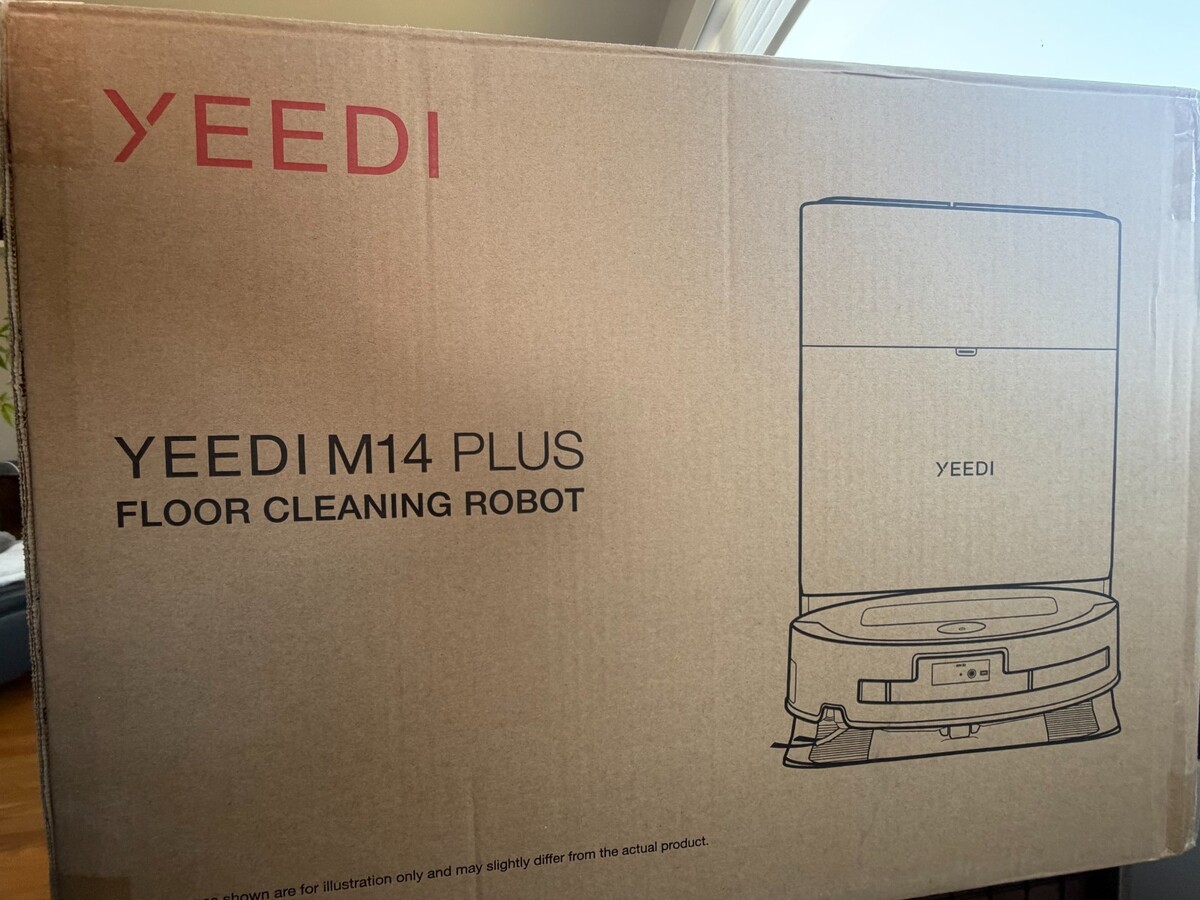 YEEDI
YEEDI M14 PLUS
FLOOR CLEANING ROBOT
YEEDI
shown are for illustration only and may slightly differ from the actual product.